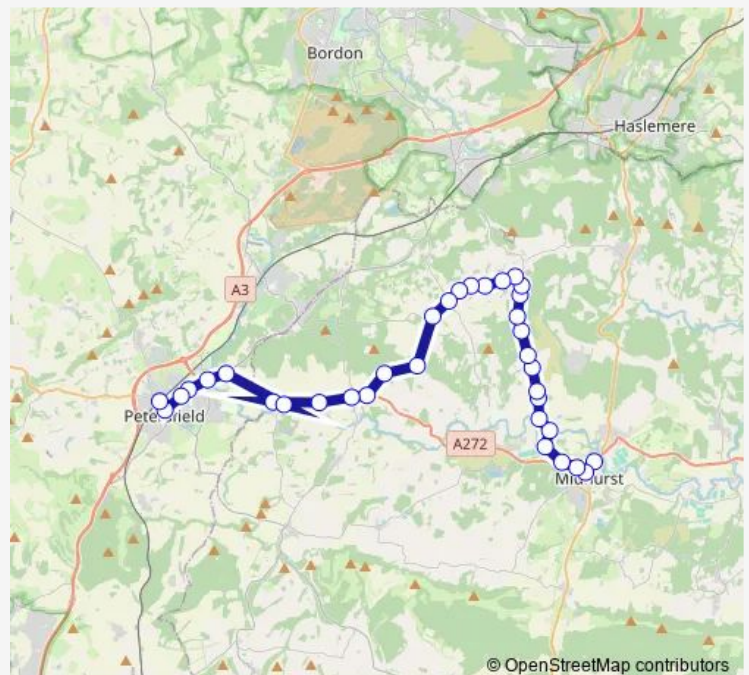 Bordon
Haslemere
A3
Petersfield
A272
Midhurst
© OpenStreetMap contributors